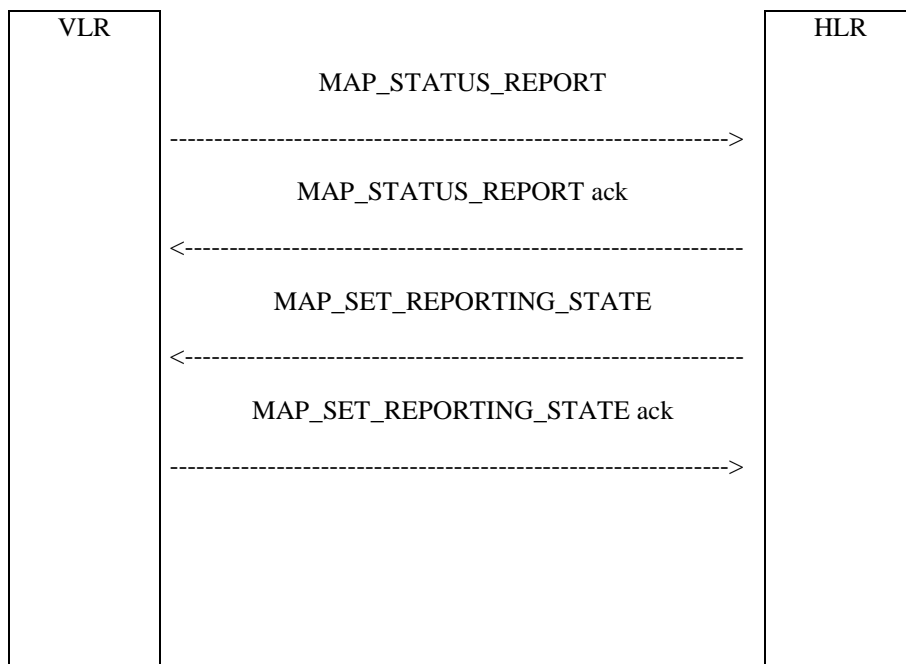 VLR HLR
MAP_STATUS_REPORT
MAP_STATUS_REPORT ack
MAP_SET_REPORTING_STATE
MAP_SET_REPORTING_STATE ack